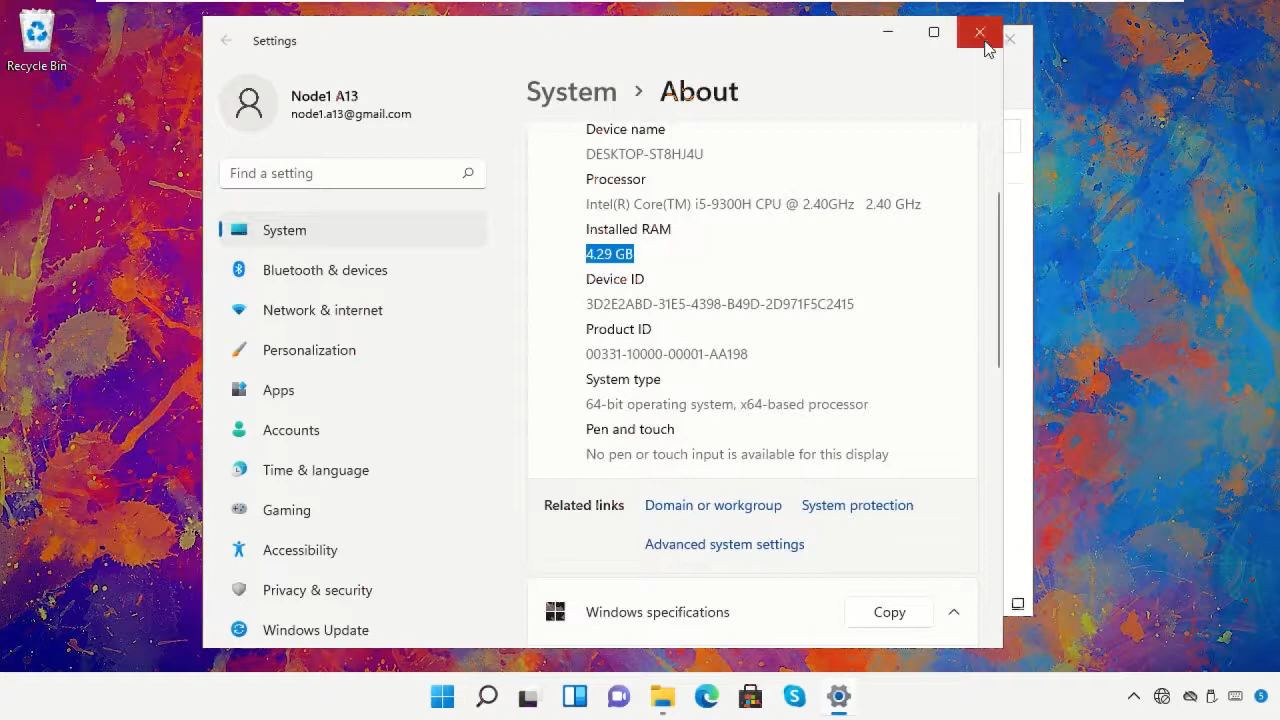 Recycle Bin
Settings
Node1 A13
node1.a13@gmail.com
Find a setting
System
Bluetooth & devices
Network & internet
Personalization
Apps
Accounts
Time & language
Gaming
Accessibility
Privacy & security
Windows Update
System > About
Device name
DESKTOP-ST8HJ4U
Processor
Intel(R) Core(TM) i5-9300H CPU @ 2.40GHz 2.40 GHz
Installed RAM
4.29 GB
Device ID
3D2E2ABD-31E5-4398-B49D-2D971F5C2415
Product ID
00331-10000-00001-AA198
System type
64-bit operating system, x64-based processor
Pen and touch
No pen or touch input is available for this display
Related links Domain or workgroup System protection
Advanced system settings
Windows specifications Copy
5